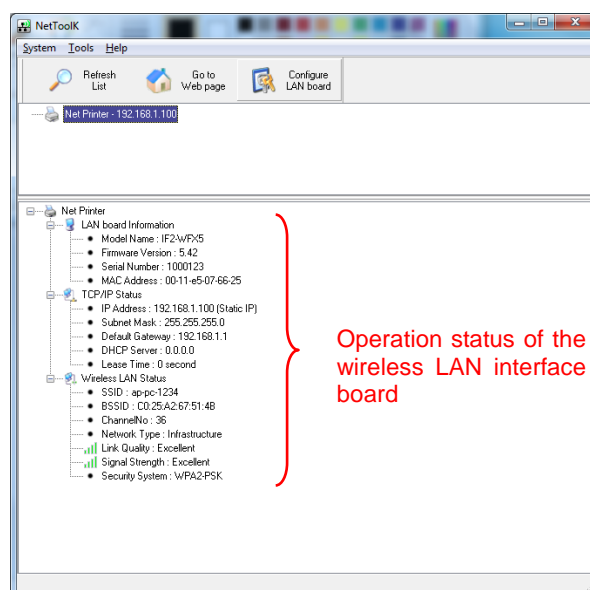 NetToolK
System Tools Help
Refresh List
Go to Web page
Configure LAN board
Net Printer - 192.168.1.100
Net Printer
LAN board Information
Model Name : IF2-WFX5
Firmware Version : 5.42
Serial Number : 1000123
MAC Address : 00-11-e5-07-66-25
TCP/IP Status
IP Address : 192.168.1.100 (Static IP)
Subnet Mask : 255.255.255.0
Default Gateway : 192.168.1.1
DHCP Server : 0.0.0.0
Lease Time : 0 second
Wireless LAN Status
SSID : ap-pc-1234
BSSID : C0:25:A2:67:51:4B
ChannelNo : 36
Network Type : Infrastructure
Link Quality : Excellent
Signal Strength : Excellent
Security System : WPA2-PSK
Operation status of the
wireless LAN interface
board